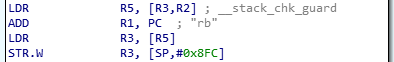 LDR R5, [R3,R2] ; __stack_chk_guard
ADD R1, PC ; "rb"
LDR R3, [R5]
STR.W R3, [SP,#0x8FC]